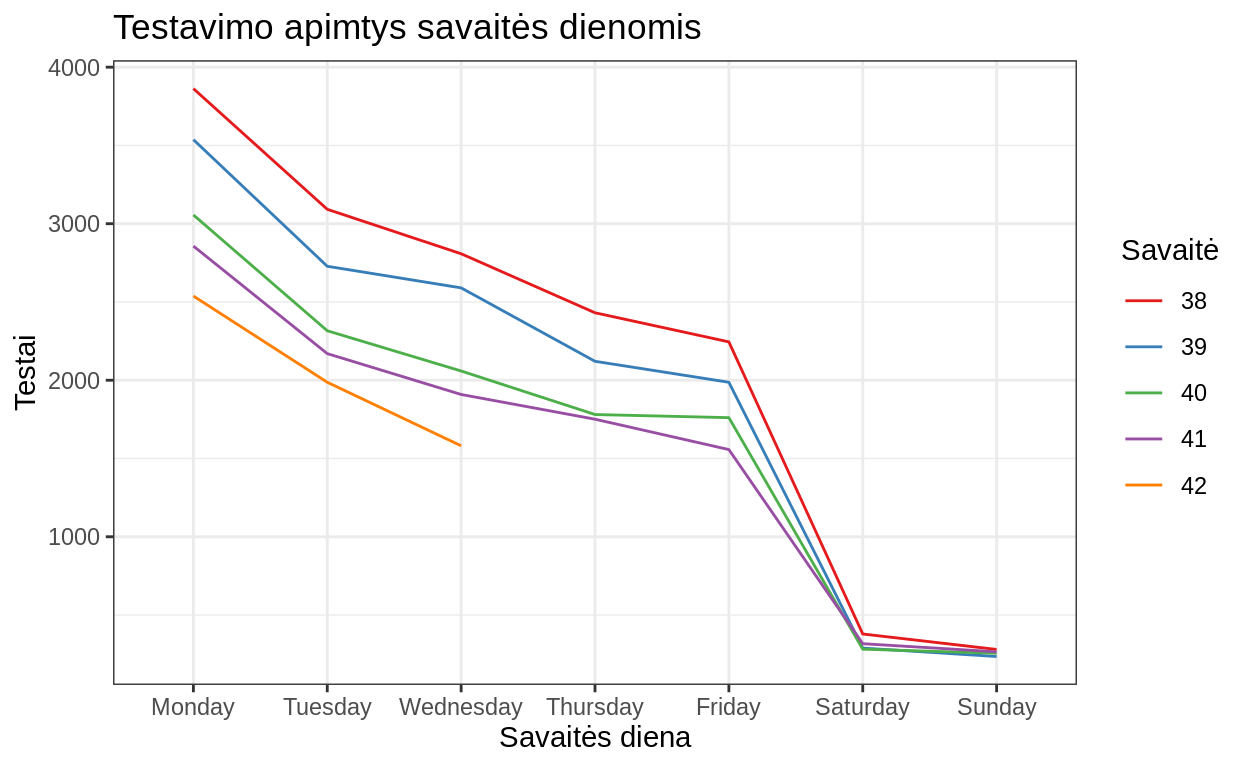 Testavimo apimtys savaitės dienomis
4000
3000
2000
1000
Testai
Monday Tuesday Wednesday Thursday Friday Saturday Sunday
Savaitės diena
Savaitė
38
39
40
41
42